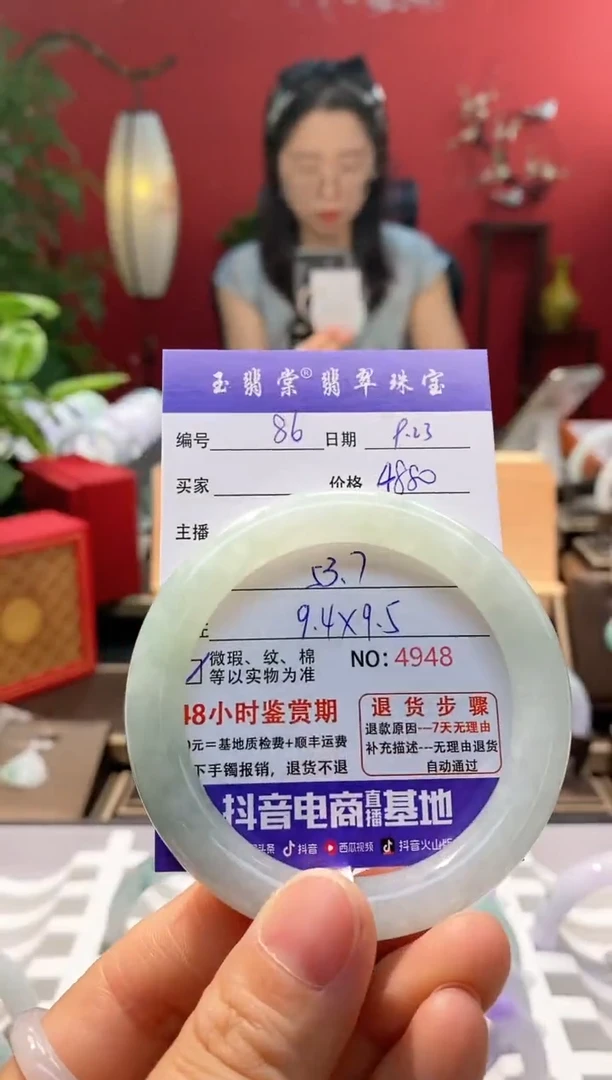 玉翡棠®翡翠珠宝
编号 86 日期 9.23
买家 价格 4880
主播
53.7
9.4X9.5
微瑕、纹、棉 NO: 4948
等以实物为准
48小时鉴赏期 退货步骤
元=基地质检费+顺丰运费 退款原因---7天无理由
下手镯报销，退货不退 补充描述---无理由退货
自动通过
抖音电商直播基地
头条 抖音 西瓜视频 抖音火山版